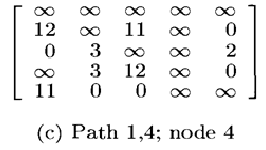 ∞ ∞ ∞ ∞ ∞
12 ∞ 11 ∞ 0
0 3 ∞ ∞ 2
∞ 3 12 ∞ 0
11 0 0 ∞ ∞
(c) Path 1,4; node 4